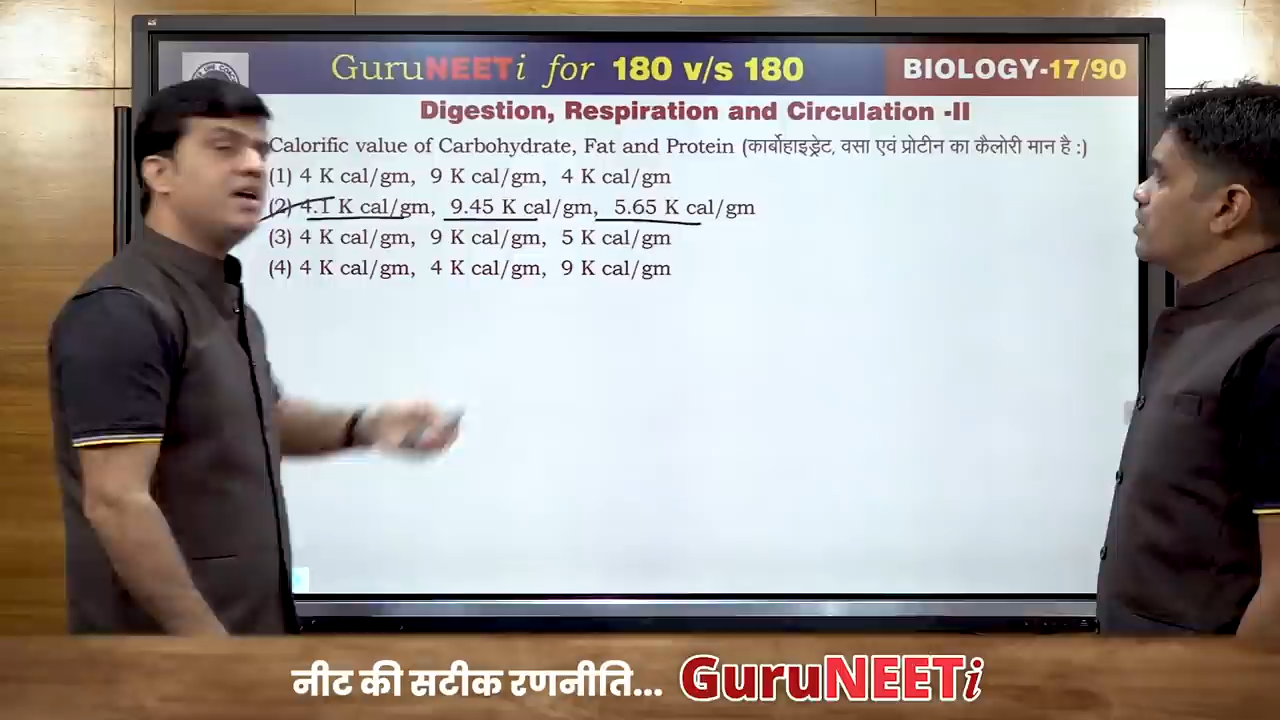 GuruNEETi for 180 v/s 180 BIOLOGY-17/90
Digestion, Respiration and Circulation -II
Calorific value of Carbohydrate, Fat and Protein (कार्बोहाइड्रेट, वसा एवं प्रोटीन का कैलोरी मान है :)
(1) 4 K cal/gm, 9 K cal/gm, 4 K cal/gm
(2) 4.1 K cal/gm, 9.45 K cal/gm, 5.65 K cal/gm
(3) 4 K cal/gm, 9 K cal/gm, 5 K cal/gm
(4) 4 K cal/gm, 4 K cal/gm, 9 K cal/gm
नीट की सटीक रणनीति... GuruNEETi